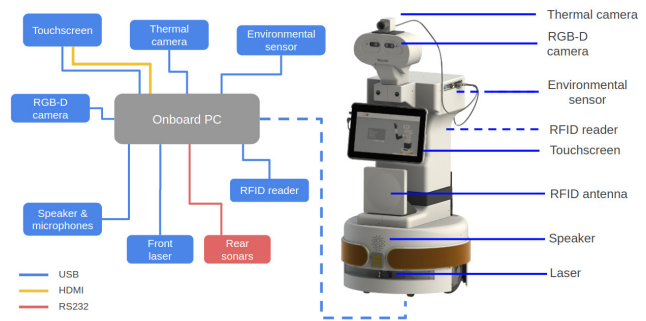 Touchscreen
Thermal
camera
Environmental
sensor
RGB-D
camera
Onboard PC
RFID reader
Speaker &
microphones
Front
laser
Rear
sonars
USB
HDMI
RS232
Thermal camera
RGB-D
camera
Environmental
sensor
RFID reader
Touchscreen
RFID antenna
Speaker
Laser